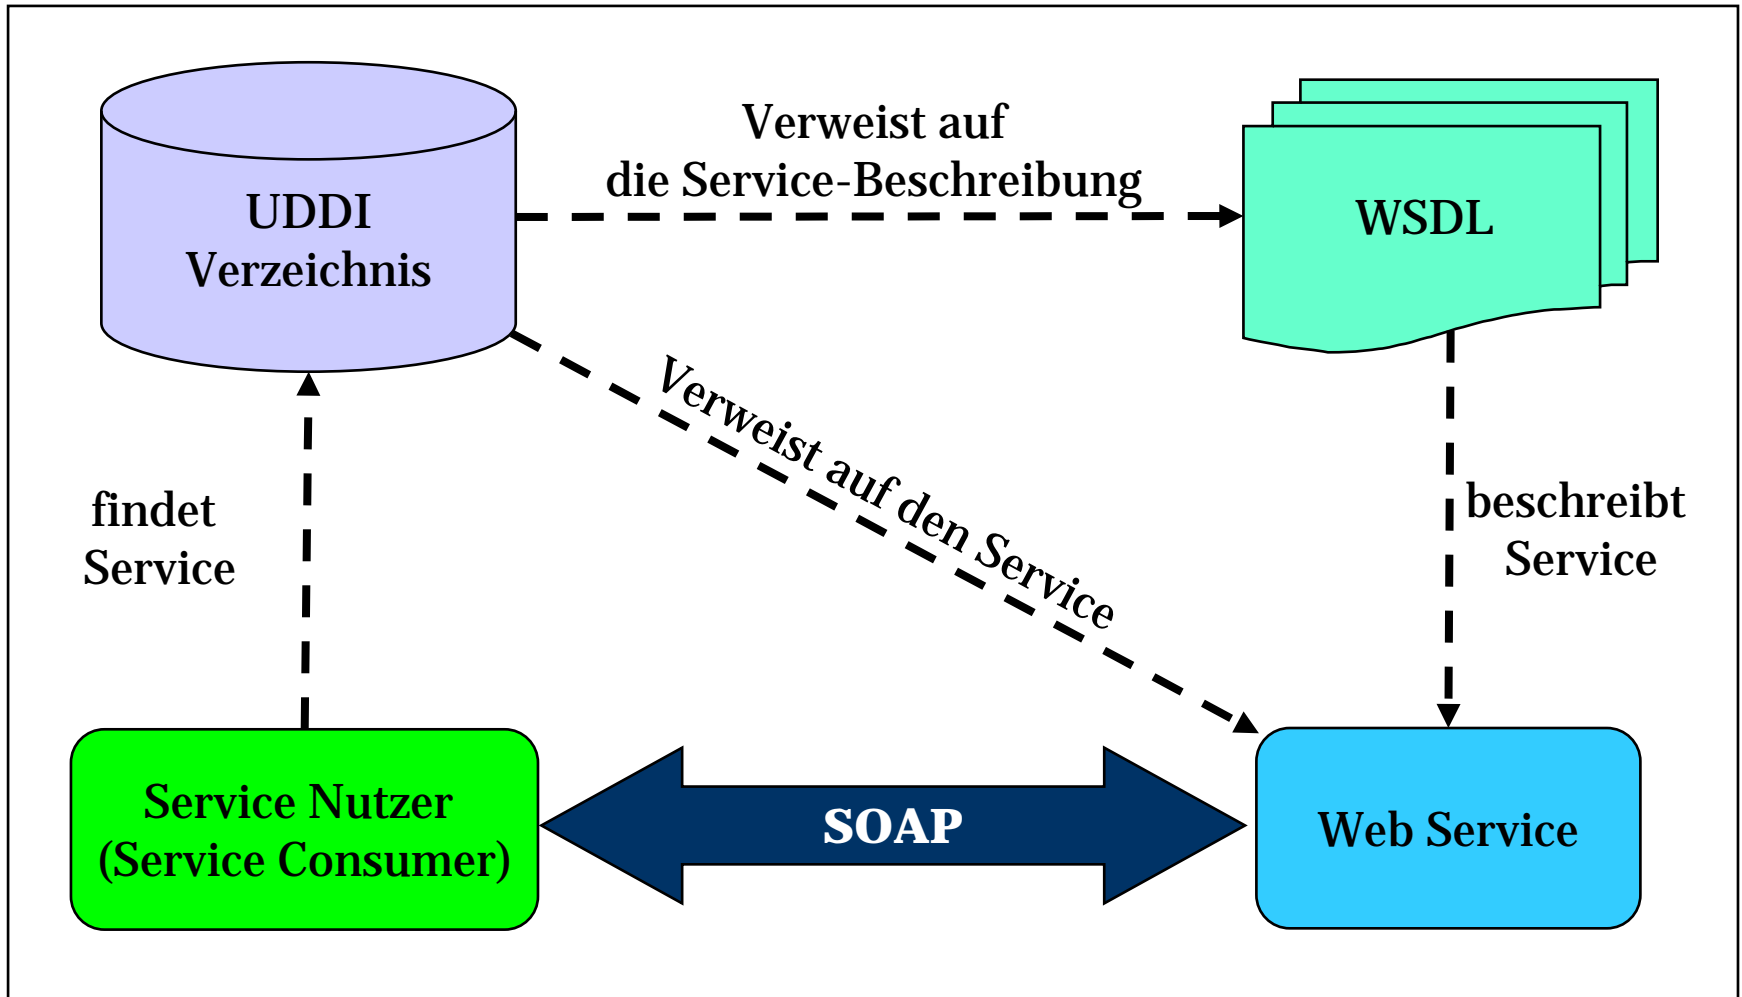 Verweist auf
die Service-Beschreibung
UDDI
Verzeichnis
WSDL
Verweist auf den Service
findet
Service
beschreibt
Service
Service Nutzer
(Service Consumer)
SOAP
Web Service